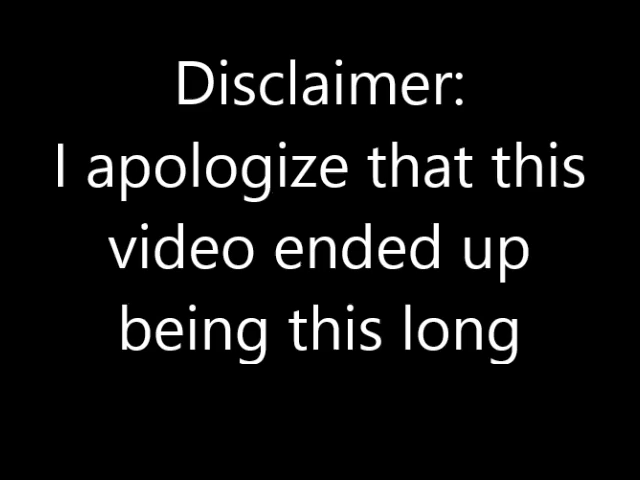 Disclaimer:
I apologize that this
video ended up
being this long